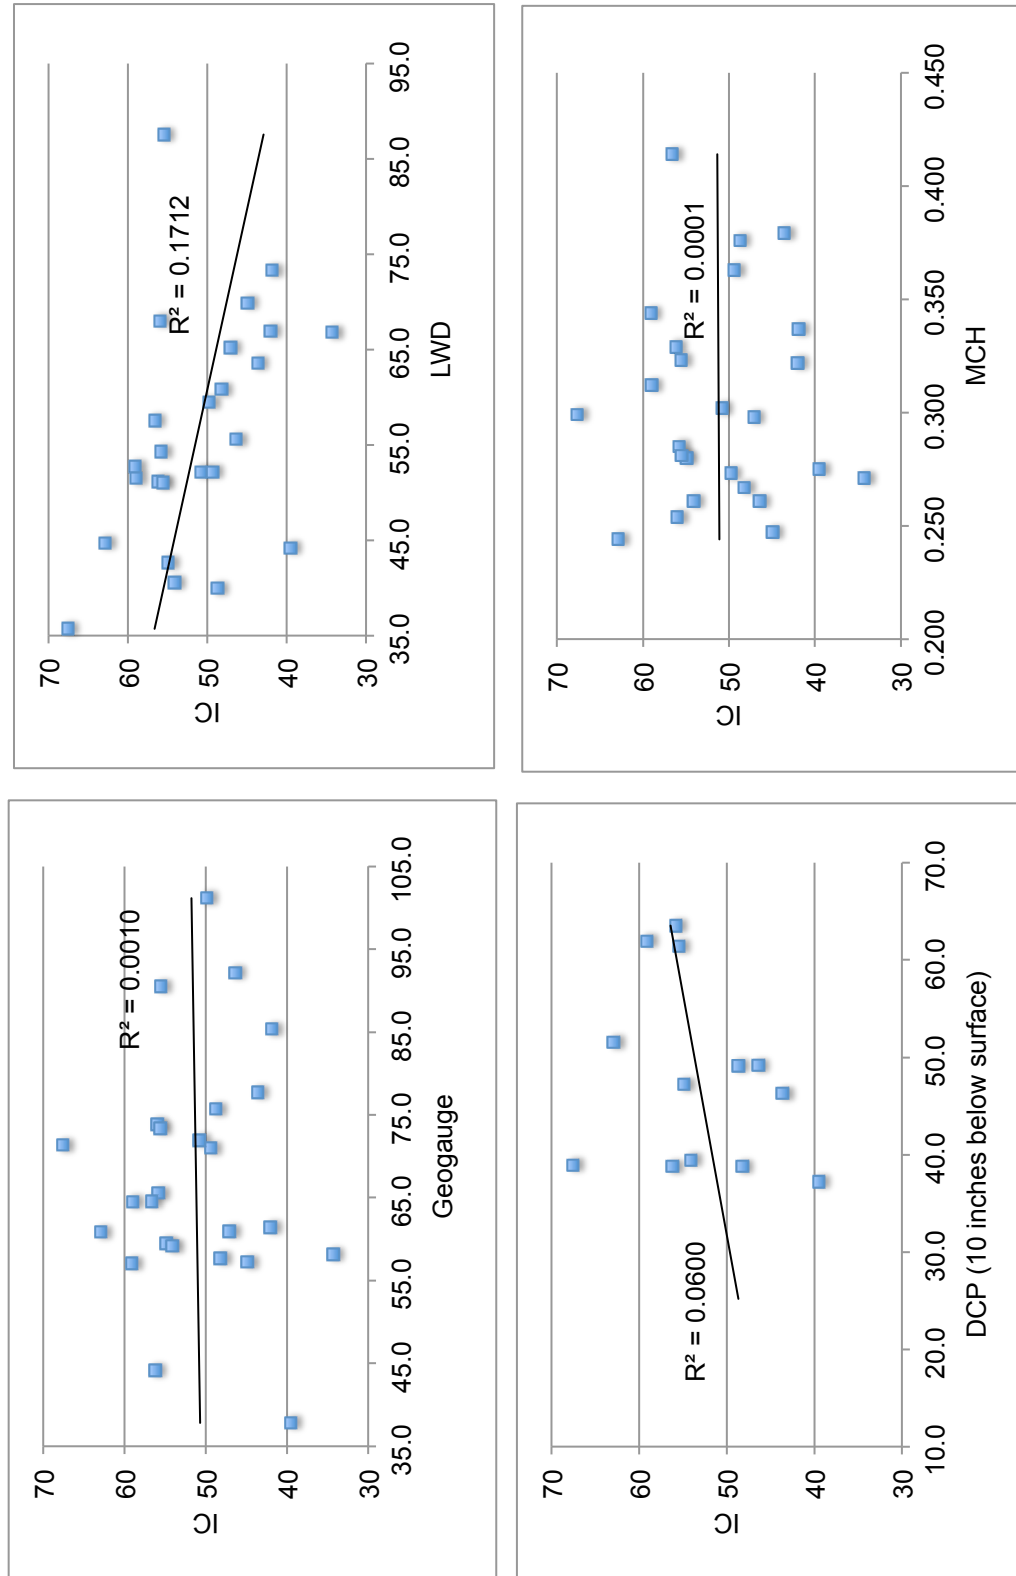 70
60
50
40
30
IC
35.0 45.0 55.0 65.0 75.0 85.0 95.0 105.0
Geogauge
R² = 0.0010
70
60
50
40
30
IC
35.0 45.0 55.0 65.0 75.0 85.0 95.0
LWD
R² = 0.1712
70
60
50
40
30
IC
10.0 20.0 30.0 40.0 50.0 60.0 70.0
DCP (10 inches below surface)
R² = 0.0600
70
60
50
40
30
IC
0.200 0.250 0.300 0.350 0.400 0.450
MCH
R² = 0.0001